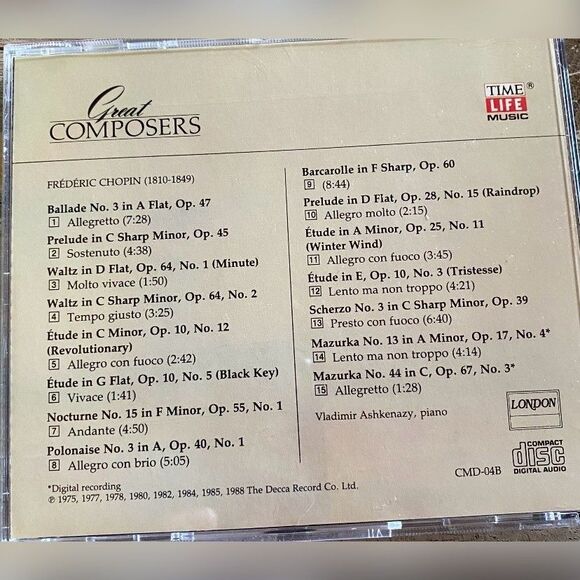 Great
COMPOSERS
TIME
LIFE
MUSIC
®
FRÉDÉRIC CHOPIN (1810-1849)
Ballade No. 3 in A Flat, Op. 47
1 Allegretto (7:28)
Prelude in C Sharp Minor, Op. 45
2 Sostenuto (4:38)
Waltz in D Flat, Op. 64, No. 1 (Minute)
3 Molto vivace (1:50)
Waltz in C Sharp Minor, Op. 64, No. 2
4 Tempo giusto (3:25)
Étude in C Minor, Op. 10, No. 12
(Revolutionary)
5 Allegro con fuoco (2:42)
Étude in G Flat, Op. 10, No. 5 (Black Key)
6 Vivace (1:41)
Nocturne No. 15 in F Minor, Op. 55, No. 1
7 Andante (4:50)
Polonaise No. 3 in A, Op. 40, No. 1
8 Allegro con brio (5:05)
Barcarolle in F Sharp, Op. 60
9 (8:44)
Prelude in D Flat, Op. 28, No. 15 (Raindrop)
10 Allegro molto (2:15)
Étude in A Minor, Op. 25, No. 11
(Winter Wind)
11 Allegro con fuoco (3:45)
Étude in E, Op. 10, No. 3 (Tristesse)
12 Lento ma non troppo (4:21)
Scherzo No. 3 in C Sharp Minor, Op. 39
13 Presto con fuoco (6:40)
Mazurka No. 13 in A Minor, Op. 17, No. 4*
14 Lento ma non troppo (4:14)
Mazurka No. 44 in C, Op. 67, No. 3*
15 Allegretto (1:28)
Vladimir Ashkenazy, piano
LONDON
COMPACT
disc
DIGITAL AUDIO
CMD-04B
*Digital recording
℗ 1975, 1977, 1978, 1980, 1982, 1984, 1985, 1988 The Decca Record Co. Ltd.